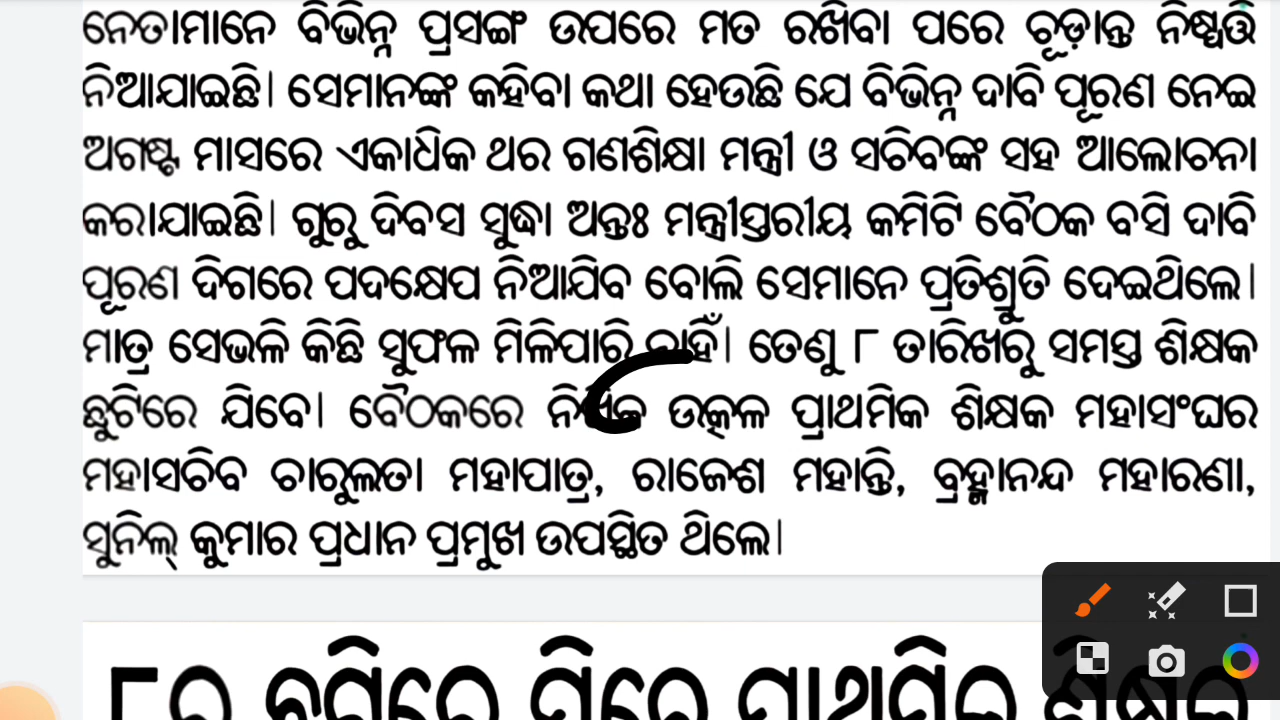 ନେତାମାନେ ବିଭିନ୍ନ ପ୍ରସଙ୍ଗ ଉପରେ ମତ ରଖିବା ପରେ ଚୂଡ଼ାନ୍ତ ନିଷ୍ପତ୍ତି
ନିଆଯାଇଛି। ସେମାନଙ୍କ କହିବା କଥା ହେଉଛି ଯେ ବିଭିନ୍ନ ଦାବି ପୂରଣ ନେଇ
ଅଗଷ୍ଟ ମାସରେ ଏକାଧିକ ଥର ଗଣଶିକ୍ଷା ମନ୍ତ୍ରୀ ଓ ସଚିବଙ୍କ ସହ ଆଲୋଚନା
କରାଯାଇଛି। ଗୁରୁ ଦିବସ ସୁଦ୍ଧା ଅନ୍ତଃ ମନ୍ତ୍ରୀସ୍ତରୀୟ କମିଟି ବୈଠକ ବସି ଦାବି
ପୂରଣ ଦିଗରେ ପଦକ୍ଷେପ ନିଆଯିବ ବୋଲି ସେମାନେ ପ୍ରତିଶ୍ରୁତି ଦେଇଥିଲେ।
ମାତ୍ର ସେଭଳି କିଛି ସୁଫଳ ମିଳିପାରି ନାହିଁ। ତେଣୁ ୮ ତାରିଖରୁ ସମସ୍ତ ଶିକ୍ଷକ
ଛୁଟିରେ ଯିବେ। ବୈଠକରେ ଉତ୍କଳ ପ୍ରାଥମିକ ଶିକ୍ଷକ ମହାସଂଘର
ମହାସଚିବ ଚାରୁଲତା ମହାପାତ୍ର, ରାଜେଶ ମହାନ୍ତି, ବ୍ରହ୍ମାନନ୍ଦ ମହାରଣା,
ସୁନିଲ୍ କୁମାର ପ୍ରଧାନ ପ୍ରମୁଖ ଉପସ୍ଥିତ ଥିଲେ।